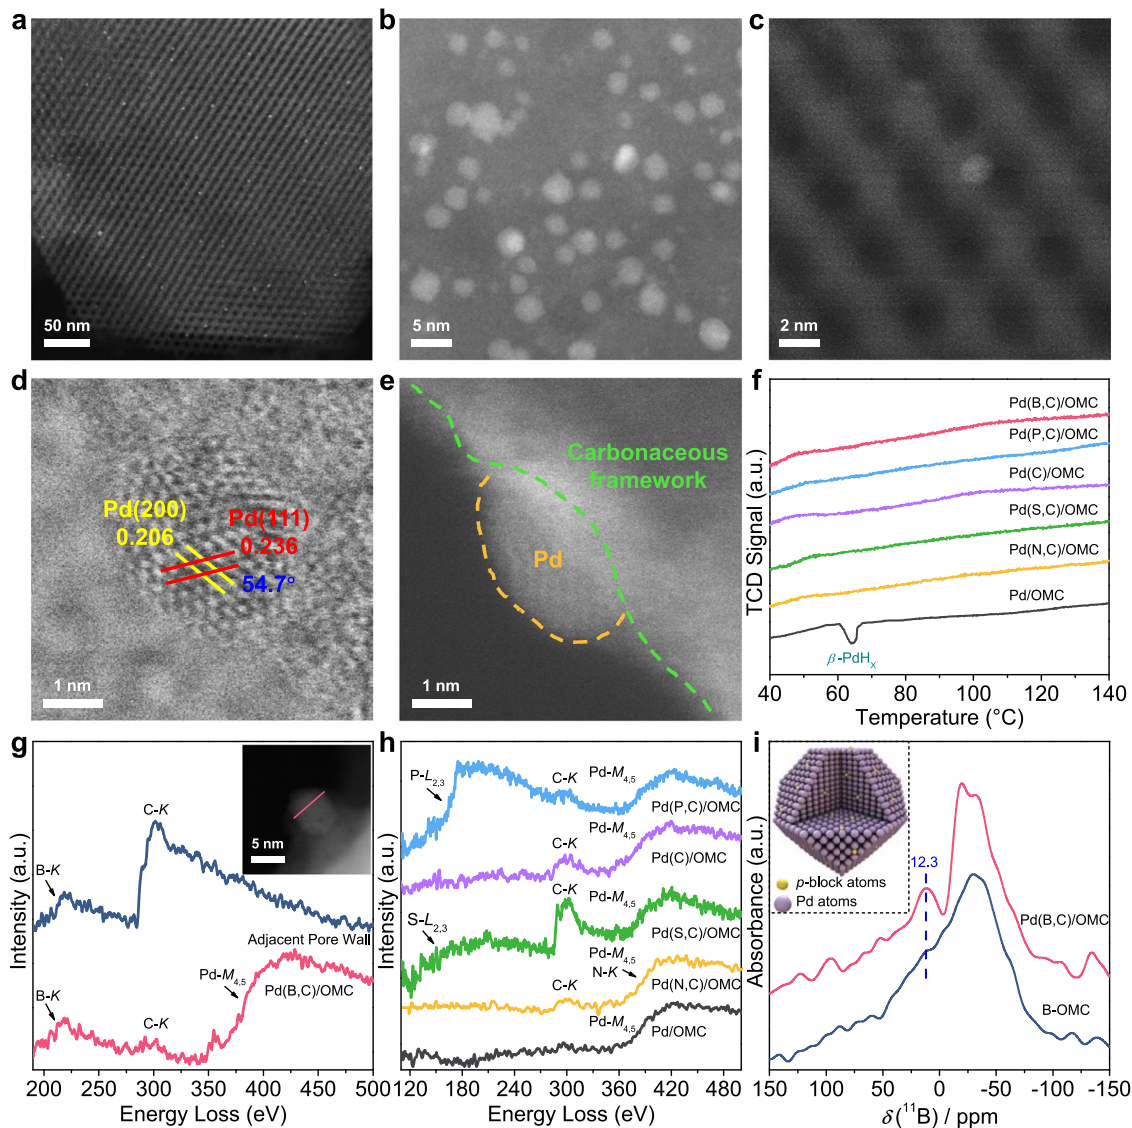 a
50 nm
b
5 nm
c
2 nm
d
Pd(200)
0.206
Pd(111)
0.236
54.7°
1 nm
e
Carbonaceous
framework
Pd
1 nm
f
TCD Signal (a.u.)
Pd(B,C)/OMC
Pd(P,C)/OMC
Pd(C)/OMC
Pd(S,C)/OMC
Pd(N,C)/OMC
Pd/OMC
β-PdHₓ
40 60 80 100 120 140
Temperature (°C)
g
Intensity (a.u.)
C-K
B-K
5 nm
Adjacent Pore Wall
Pd-M4,5
Pd(B,C)/OMC
B-K
C-K
200 250 300 350 400 450 500
Energy Loss (eV)
h
Intensity (a.u.)
P-L2,3
C-K
Pd-M4,5
Pd(P,C)/OMC
Pd-M4,5
C-K
Pd(C)/OMC
C-K
Pd-M4,5
S-L2,3
Pd(S,C)/OMC
Pd-M4,5
N-K
C-K
Pd(N,C)/OMC
Pd-M4,5
Pd/OMC
120 180 240 300 360 420 480
Energy Loss (eV)
i
Absorbance (a.u.)
p-block atoms
Pd atoms
12.3
Pd(B,C)/OMC
B-OMC
150 100 50 0 -50 -100 -150
δ(¹¹B) / ppm